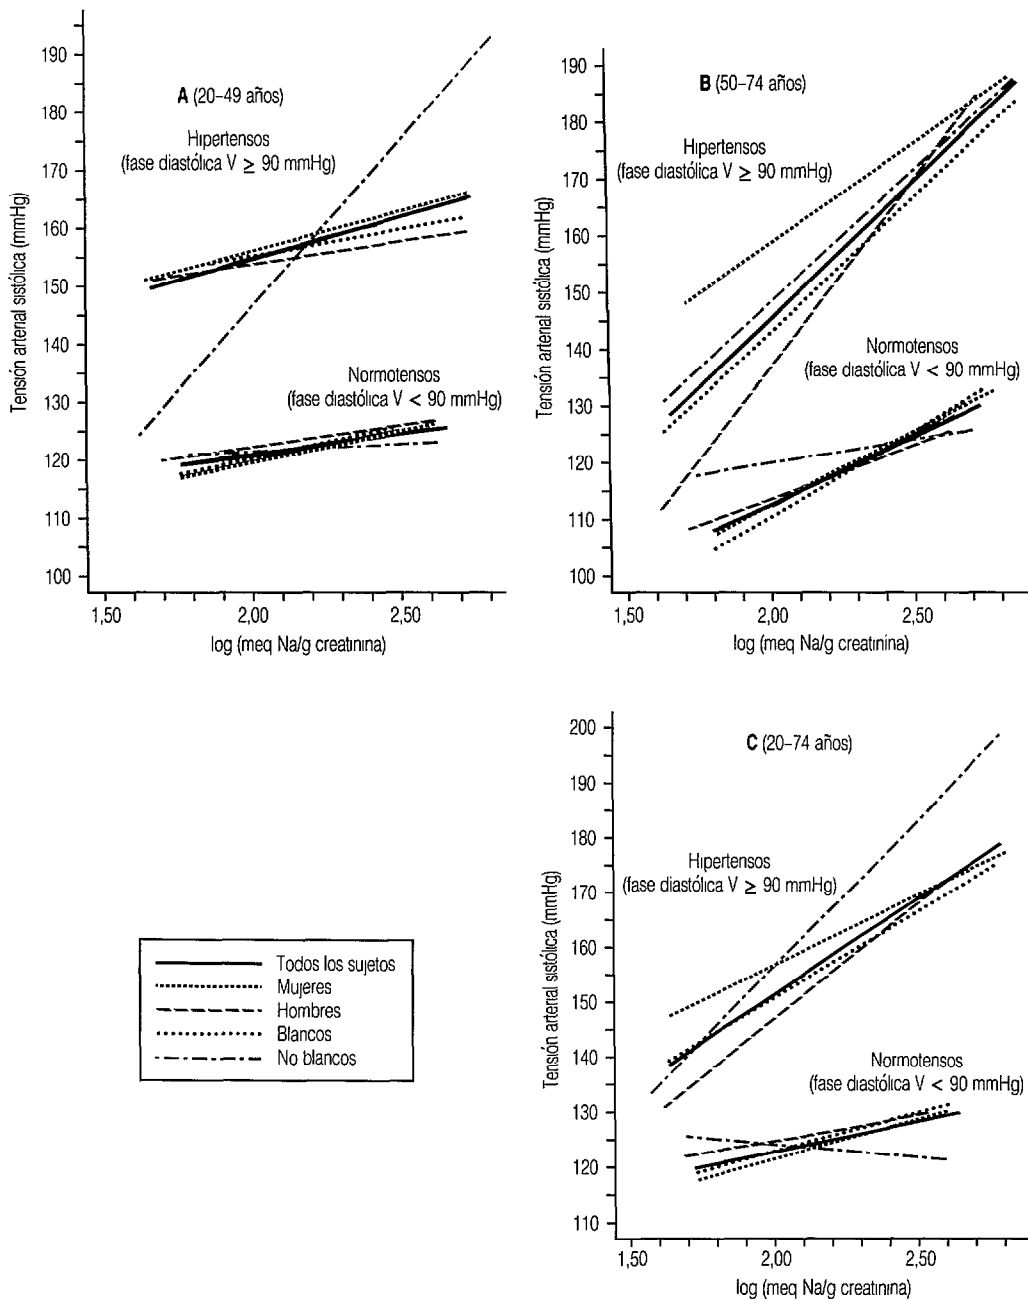 A (20–49 años)
Hipertensos
(fase diastólica V ≥ 90 mmHg)
Normotensos
(fase diastólica V < 90 mmHg)
Tensión arterial sistólica (mmHg)
190
180
170
160
150
140
130
120
110
100
1,50 2,00 2,50
log (meq Na/g creatinina)
B (50–74 años)
Hipertensos
(fase diastólica V ≥ 90 mmHg)
Normotensos
(fase diastólica V < 90 mmHg)
Tensión arterial sistólica (mmHg)
190
180
170
160
150
140
130
120
110
100
1,50 2,00 2,50
log (meq Na/g creatinina)
Todos los sujetos
Mujeres
Hombres
Blancos
No blancos
C (20–74 años)
Hipertensos
(fase diastólica V ≥ 90 mmHg)
Normotensos
(fase diastólica V < 90 mmHg)
Tensión arterial sistólica (mmHg)
200
190
180
170
160
150
140
130
120
110
1,50 2,00 2,50
log (meq Na/g creatinina)